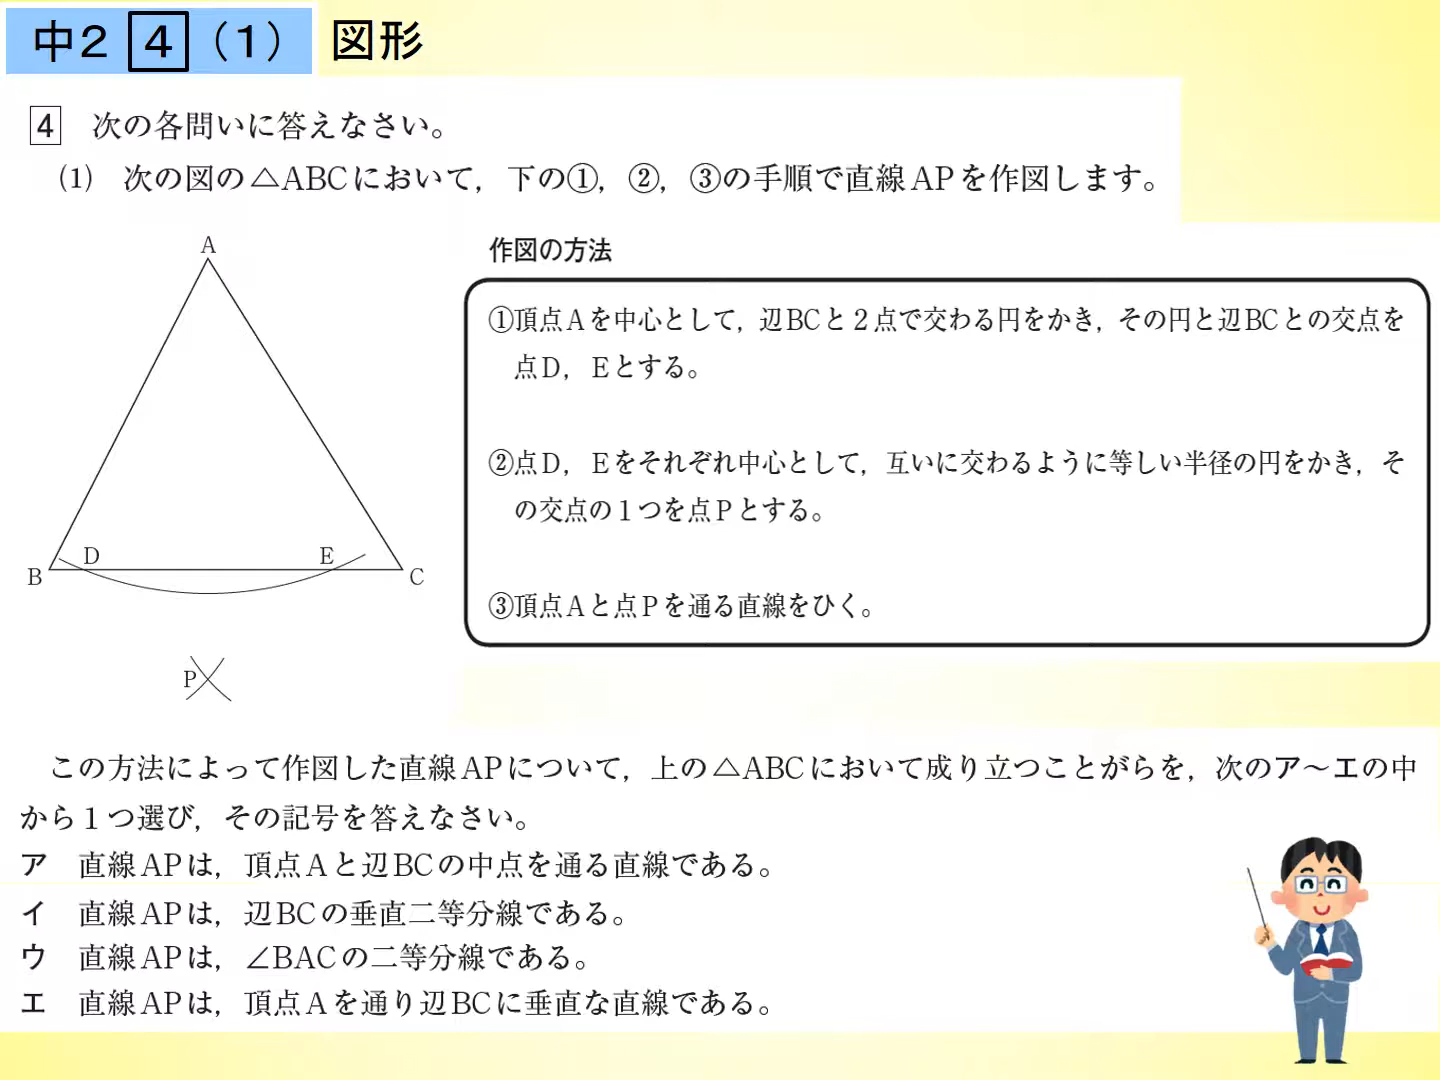 中２ 4 （１） 図形
4 次の各問いに答えなさい。
(1) 次の図の△ABCにおいて，下の①，②，③の手順で直線APを作図します。
A
B
D
E
C
P
作図の方法
①頂点Ａを中心として，辺BCと２点で交わる円をかき，その円と辺BCとの交点を
点Ｄ，Ｅとする。
②点Ｄ，Ｅをそれぞれ中心として，互いに交わるように等しい半径の円をかき，そ
の交点の１つを点Ｐとする。
③頂点Ａと点Ｐを通る直線をひく。
この方法によって作図した直線APについて，上の△ABCにおいて成り立つことがらを，次のア～エの中
から１つ選び，その記号を答えなさい。
ア 直線APは，頂点Ａと辺BCの中点を通る直線である。
イ 直線APは，辺BCの垂直二等分線である。
ウ 直線APは，∠BACの二等分線である。
エ 直線APは，頂点Ａを通り辺BCに垂直な直線である。